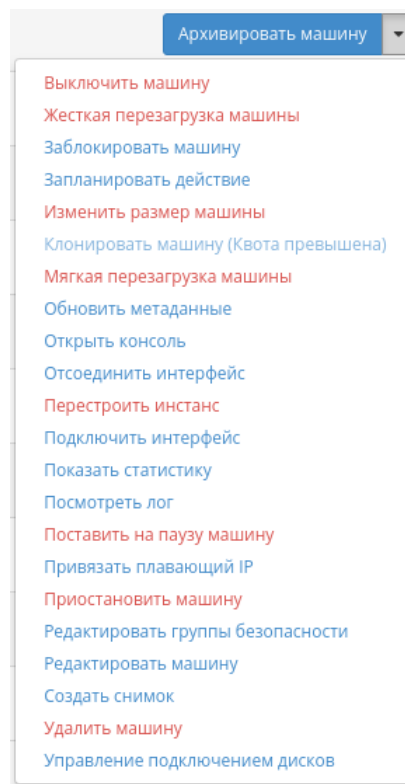 Архивировать машину
Выключить машину
Жесткая перезагрузка машины
Заблокировать машину
Запланировать действие
Изменить размер машины
Клонировать машину (Квота превышена)
Мягкая перезагрузка машины
Обновить метаданные
Открыть консоль
Отсоединить интерфейс
Перестроить инстанс
Подключить интерфейс
Показать статистику
Посмотреть лог
Поставить на паузу машину
Привязать плавающий IP
Приостановить машину
Редактировать группы безопасности
Редактировать машину
Создать снимок
Удалить машину
Управление подключением дисков